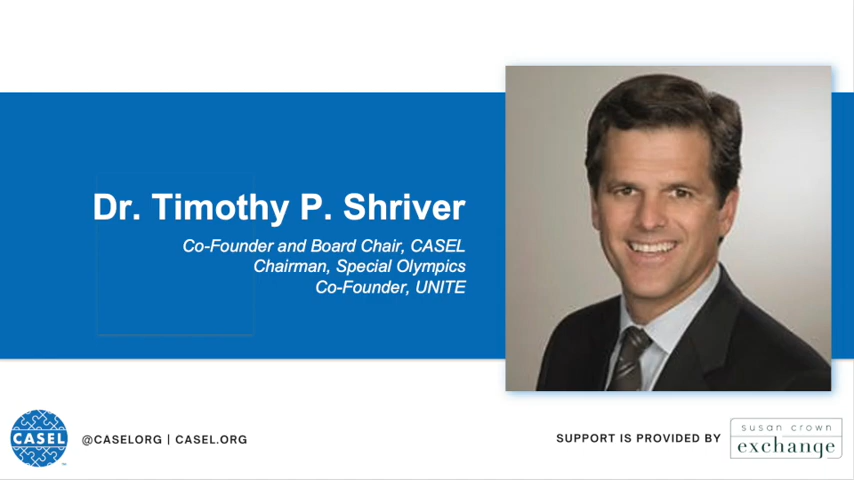 Dr. Timothy P. Shriver
Co-Founder and Board Chair, CASEL
Chairman, Special Olympics
Co-Founder, UNITE
CASEL
™
@CASELORG | CASEL.ORG
SUPPORT IS PROVIDED BY
susan crown
exchange